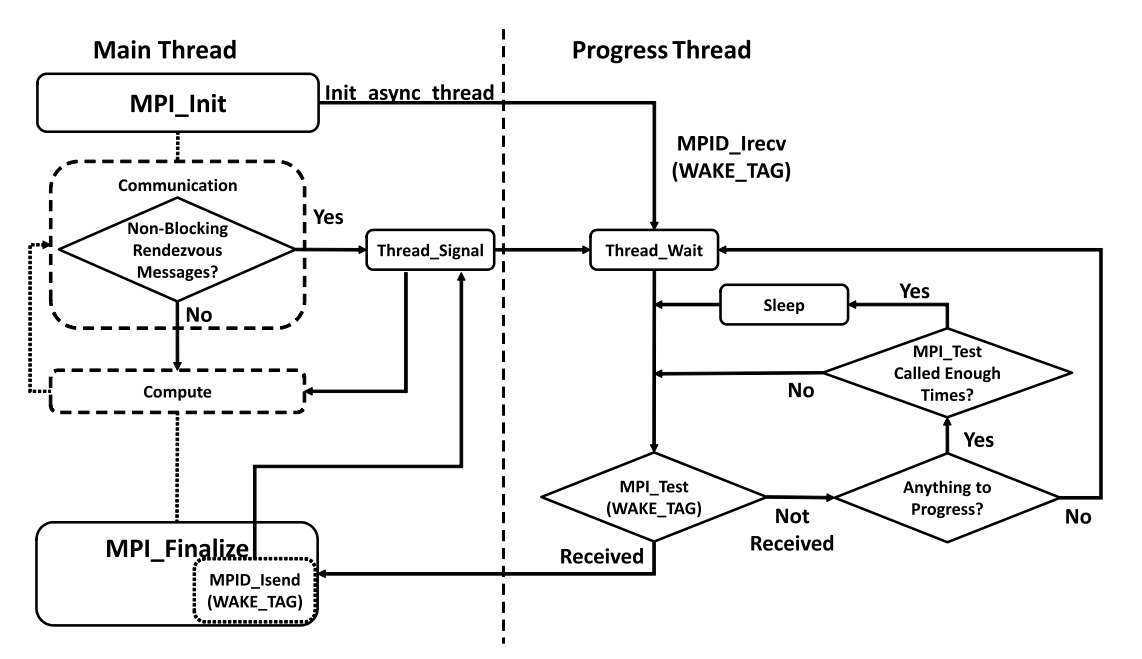 Main Thread
Progress Thread
MPI_Init
Init_async_thread
MPID_Irecv
(WAKE_TAG)
Communication
Non-Blocking
Rendezvous
Messages?
Yes
Thread_Signal
Thread_Wait
No
Sleep
Yes
MPI_Test
Called Enough
Times?
No
Compute
Yes
MPI_Test
(WAKE_TAG)
Anything to
Progress?
Not
Received
No
Received
MPI_Finalize
MPID_Isend
(WAKE_TAG)